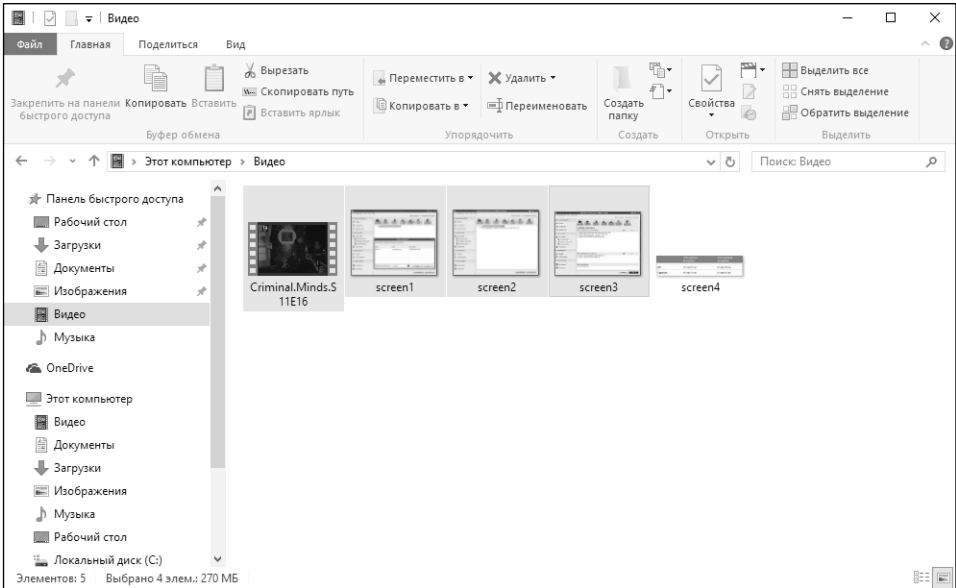 Видео
Файл Главная Поделиться Вид
Закрепить на панели быстрого доступа
Копировать
Вставить
Вырезать
Скопировать путь
Вставить ярлык
Буфер обмена
Переместить в
Копировать в
Удалить
Переименовать
Упорядочить
Создать папку
Создать
Свойства
Открыть
Выделить все
Снять выделение
Обратить выделение
Выделить
Этот компьютер Видео
Поиск: Видео
Панель быстрого доступа
Рабочий стол
Загрузки
Документы
Изображения
Видео
Музыка
OneDrive
Этот компьютер
Видео
Документы
Загрузки
Изображения
Музыка
Рабочий стол
Локальный диск (C:)
Criminal.Minds.S
11E16
screen1
screen2
screen3
screen4
Элементов: 5 Выбрано 4 элем.: 270 МБ